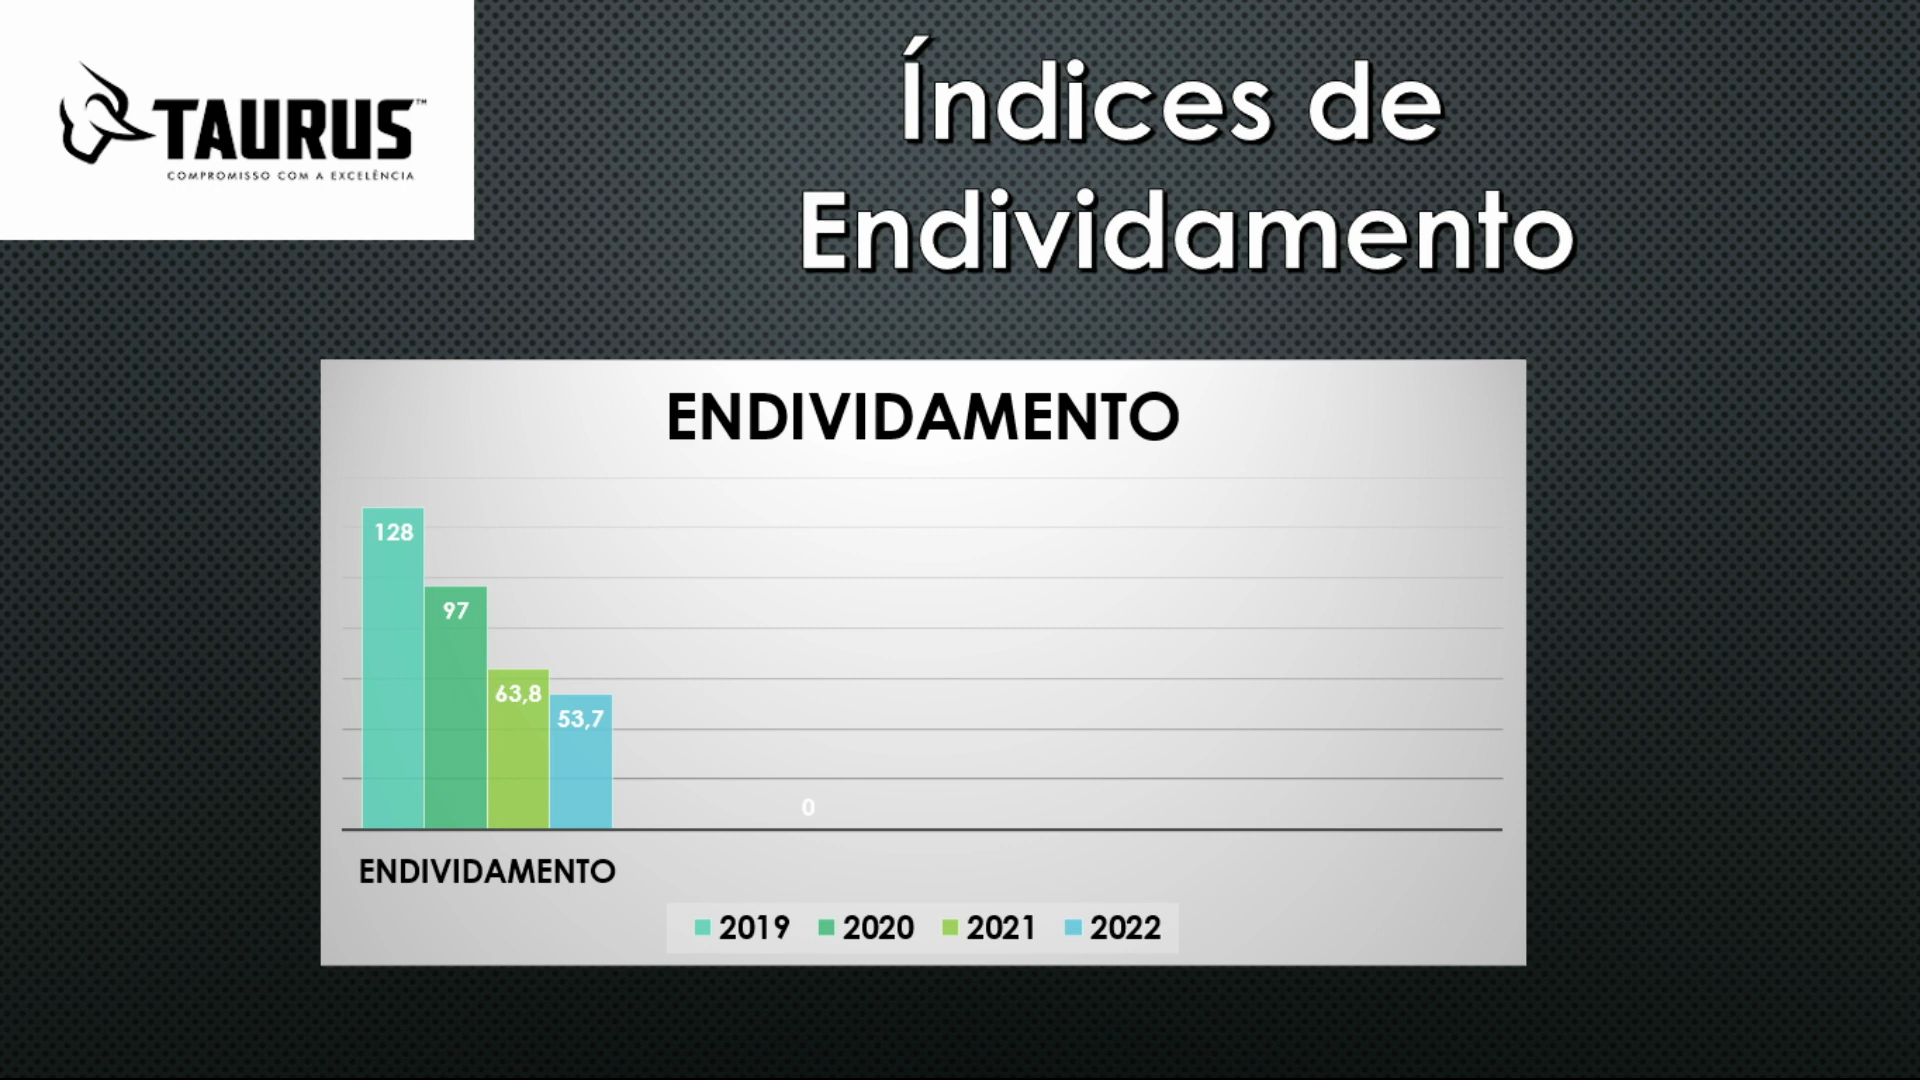 TAURUS™
COMPROMISSO COM A EXCELÊNCIA
Índices de
Endividamento
ENDIVIDAMENTO
128
97
63,8
53,7
0
ENDIVIDAMENTO
2019 2020 2021 2022